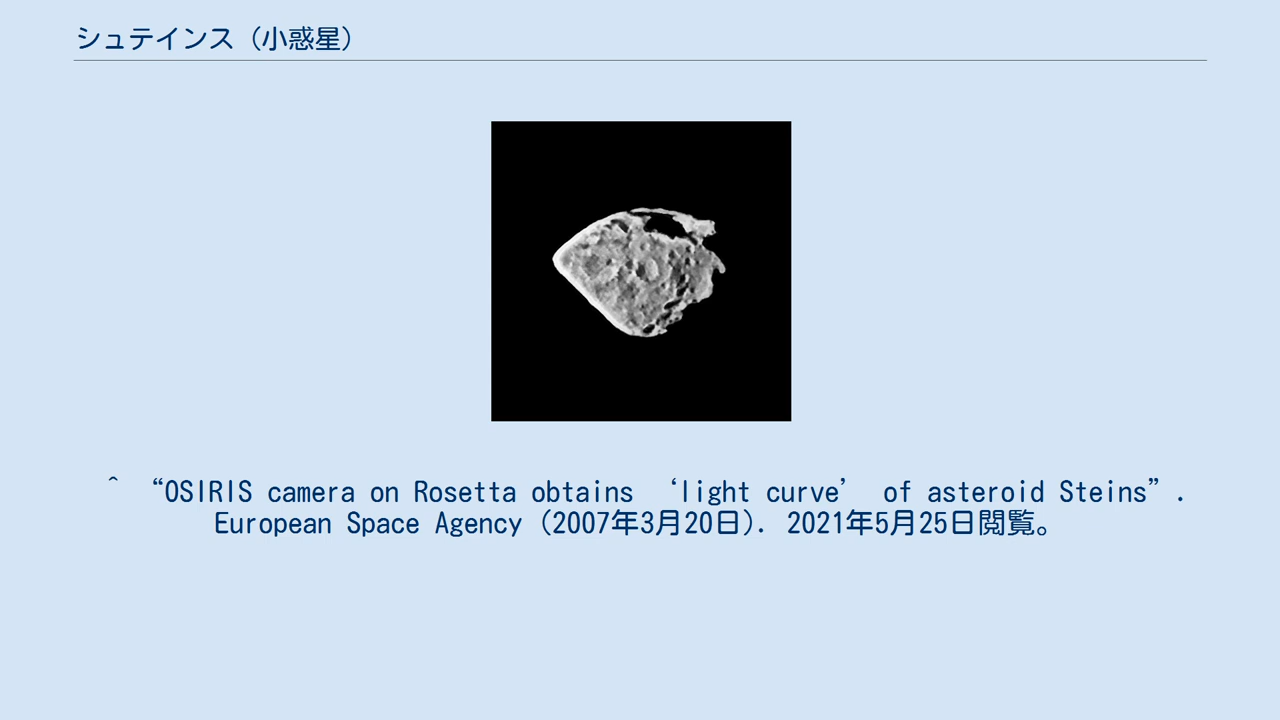 シュテインス（小惑星）
^ “OSIRIS camera on Rosetta obtains ‘light curve’ of asteroid Steins”.
European Space Agency (2007年3月20日). 2021年5月25日閲覧。